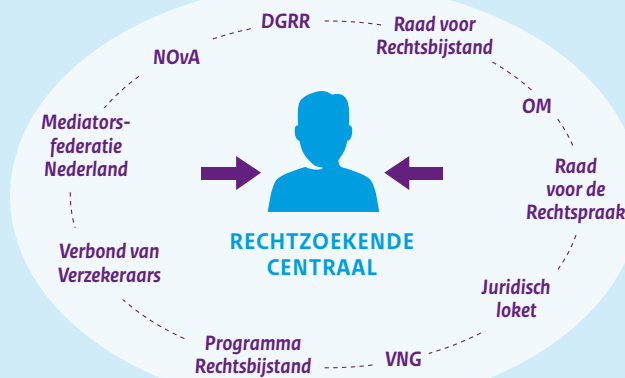 DGRR
Raad voor
Rechtsbijstand
NOvA
OM
Mediators-
federatie
Nederland
Raad
voor de
Rechtspraak
RECHTZOEKENDE
CENTRAAL
Verbond van
Verzekeraars
Juridisch
loket
Programma
Rechtsbijstand
VNG